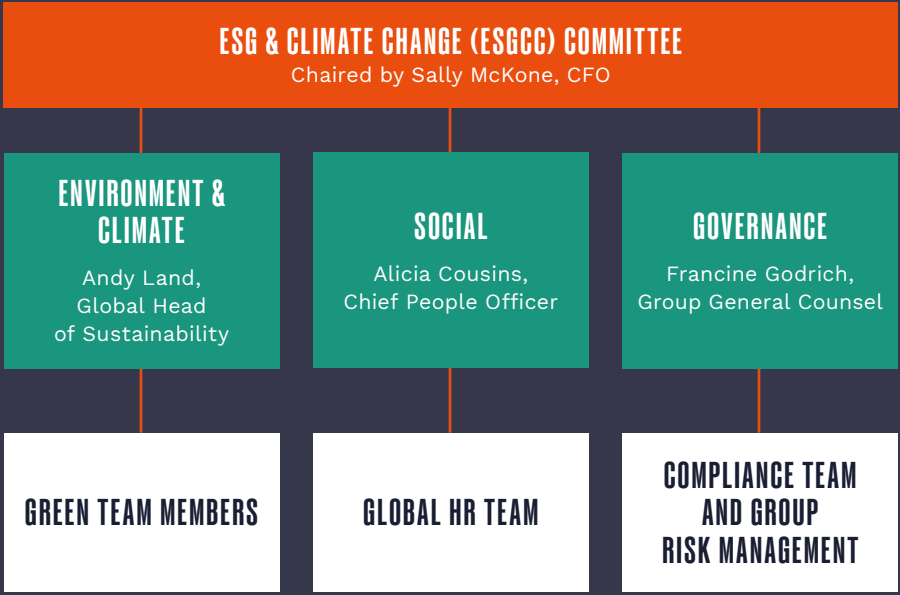 ESG & CLIMATE CHANGE (ESGCC) COMMITTEE
Chaired by Sally McKone, CFO
ENVIRONMENT &
CLIMATE
Andy Land,
Global Head
of Sustainability
SOCIAL
Alicia Cousins,
Chief People Officer
GOVERNANCE
Francine Godrich,
Group General Counsel
GREEN TEAM MEMBERS
GLOBAL HR TEAM
COMPLIANCE TEAM
AND GROUP
RISK MANAGEMENT